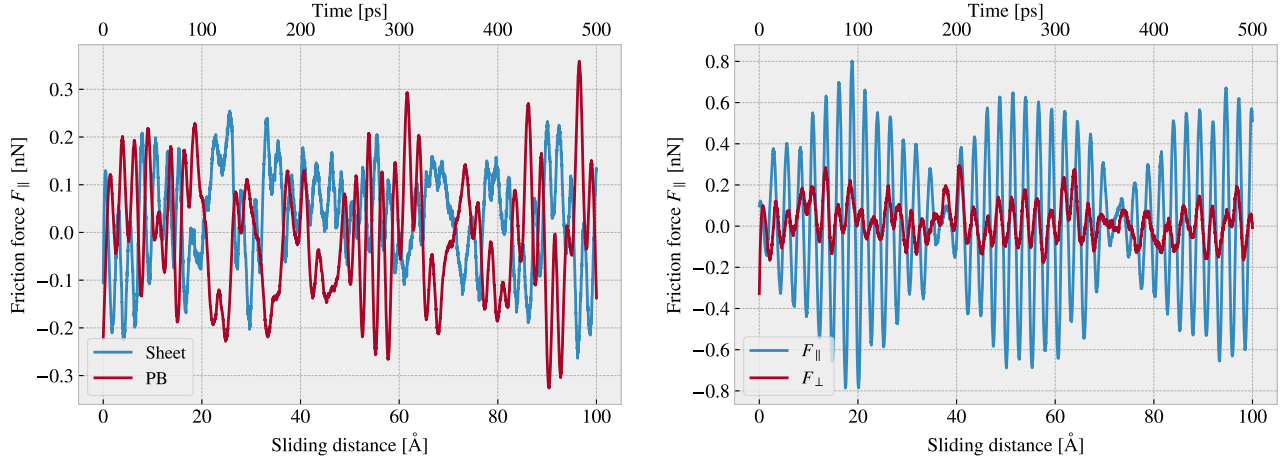 Time [ps]
0 100 200 300 400 500
Friction force F∥ [nN]
0.3
0.2
0.1
0.0
−0.1
−0.2
−0.3
Sheet
PB
0 20 40 60 80 100
Sliding distance [Å]
Time [ps]
0 100 200 300 400 500
Friction force F∥ [nN]
0.8
0.6
0.4
0.2
0.0
−0.2
−0.4
−0.6
−0.8
F∥
F⊥
0 20 40 60 80 100
Sliding distance [Å]